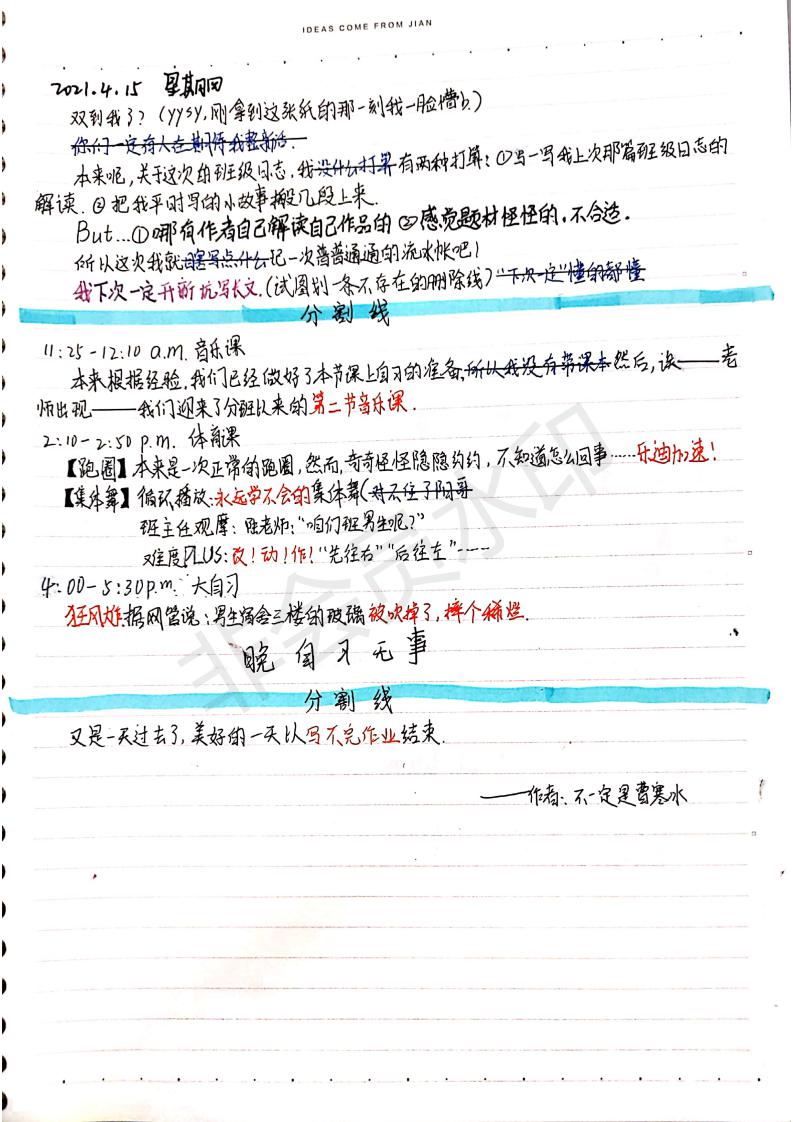 IDEAS COME FROM JIAN
2021.4.15 星期四
双到我了？(yysy,刚拿到这张纸的那一刻我一脸懵b.)
你们一定有人在期待我整新活.
本来呢,关于这次的班级日志,我没什么打算有两种打算:①写一写我上次那篇班级日志的
解读.②把我平时写的小故事搬几段上来.
But...①哪有作者自己解读自己作品的②感觉题材怪怪的,不合适.
所以这次我就瞎写点什么记一次普普通通的流水帐吧!
我下次一定开新坑写长文.(试图划一条不存在的删除线)"下次一定"懂的都懂
分割线
11:25-12:10 a.m. 音乐课
本来根据经验,我们已经做好了本节课上自习的准备,所以我没有带课本然后,谈——老
师出现——我们迎来了分班以来的第二节音乐课.
2:10-2:50 p.m. 体育课
【跑圈】本来是一次正常的跑圈,然而,奇奇怪怪隐隐约约,不知道怎么回事……乐迪加速!
【集体舞】循环播放:永远学不会的集体舞(对不住了阿哥
班主任观摩:陈老师:"咱们班男生呢?"
难度PLUS:改!动!作!"先往右""后往左"……
4:00-5:30p.m. 大自习
狂风炸.据网管说:男生宿舍三楼的玻璃被吹掉了,摔个稀烂.
晚自习无事
分割线
又是一天过去了,美好的一天以写不完作业结束.
——作者:不一定是曹寒水
非会员水印